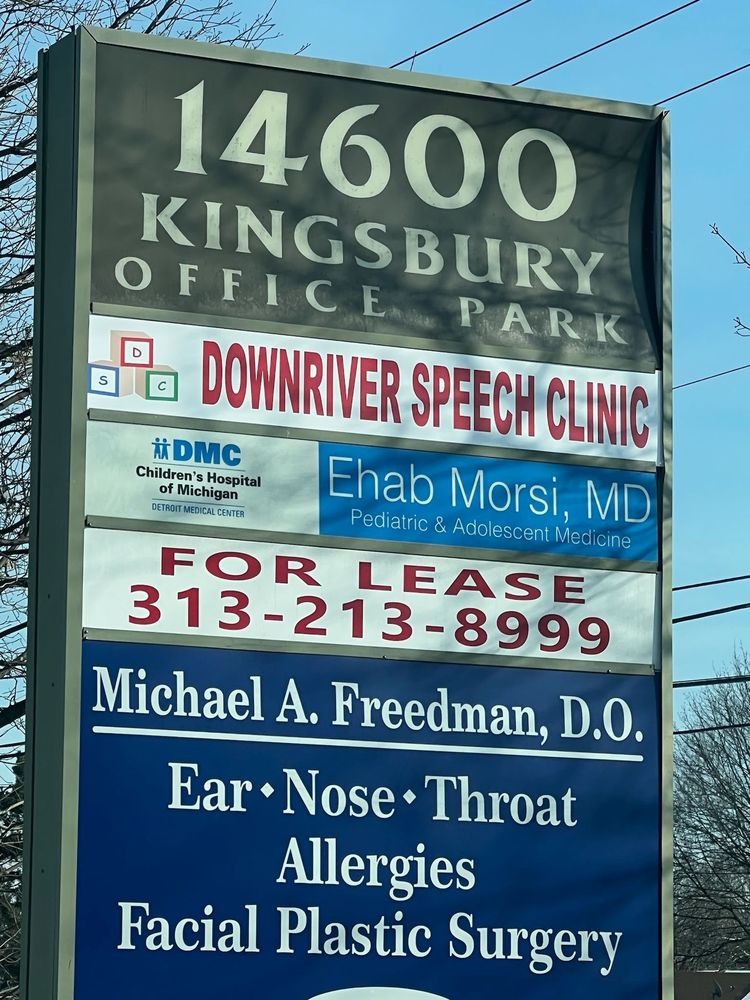 14600
KINGSBURY
OFFICE PARK
D
S C
DOWNRIVER SPEECH CLINIC
DMC
Children's Hospital
of Michigan
DETROIT MEDICAL CENTER
Ehab Morsi, MD
Pediatric & Adolescent Medicine
FOR LEASE
313-213-8999
Michael A. Freedman, D.O.
Ear • Nose • Throat
Allergies
Facial Plastic Surgery